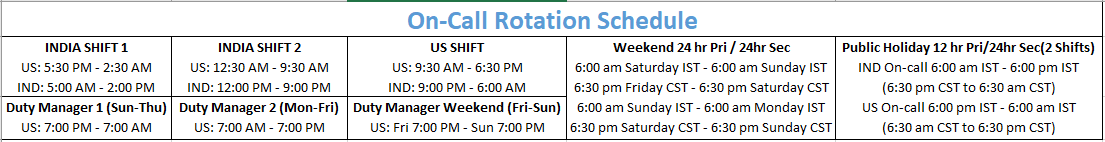 On-Call Rotation Schedule
INDIA SHIFT 1 INDIA SHIFT 2 US SHIFT Weekend 24 hr Pri / 24hr Sec Public Holiday 12 hr Pri/24hr Sec(2 Shifts)
US: 5:30 PM - 2:30 AM US: 12:30 AM - 9:30 AM US: 9:30 AM - 6:30 PM 6:00 am Saturday IST - 6:00 am Sunday IST IND On-call 6:00 am IST - 6:00 pm IST
IND: 5:00 AM - 2:00 PM IND: 12:00 PM - 9:00 PM IND: 9:00 PM - 6:00 AM 6:30 pm Friday CST - 6:30 pm Saturday CST (6:30 pm CST to 6:30 am CST)
Duty Manager 1 (Sun-Thu) Duty Manager 2 (Mon-Fri) Duty Manager Weekend (Fri-Sun) 6:00 am Sunday IST - 6:00 am Monday IST US On-call 6:00 pm IST - 6:00 am IST
US: 7:00 PM - 7:00 AM US: 7:00 AM - 7:00 PM US: Fri 7:00 PM - Sun 7:00 PM 6:30 pm Saturday CST - 6:30 pm Sunday CST (6:30 am CST to 6:30 pm CST)